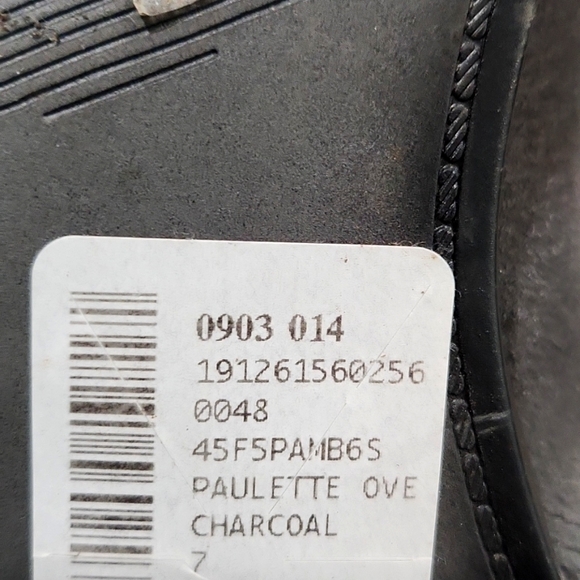 0903 014
191261560256
0048
45F5PAMB6S
PAULETTE OVE
CHARCOAL
7